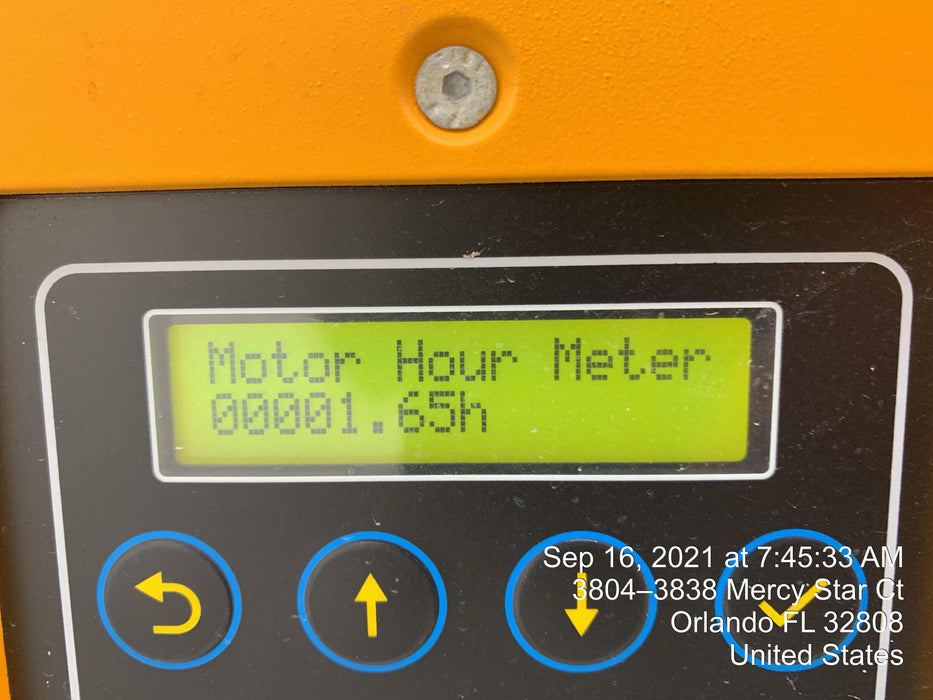 Motor Hour Meter
00001.65h
Sep 16, 2021 at 7:45:33 AM
3804–3838 Mercy Star Ct
Orlando FL 32808
United States